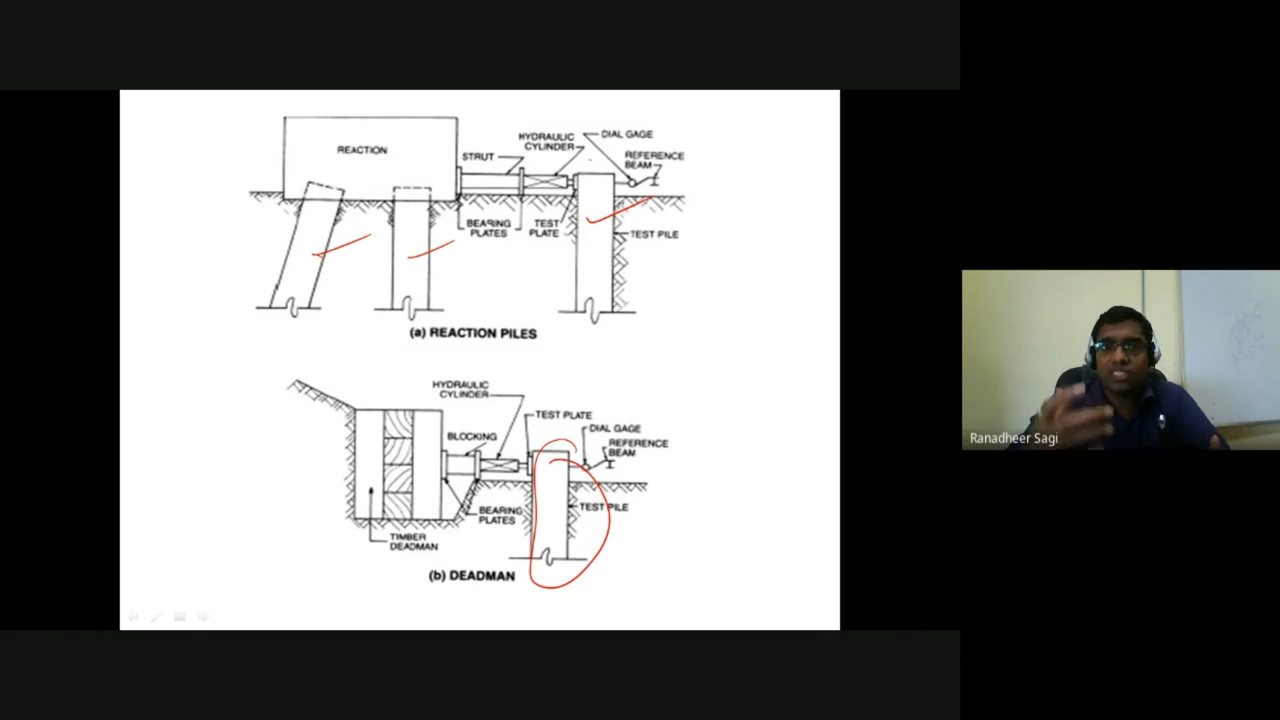 REACTION
STRUT
HYDRAULIC
CYLINDER
DIAL GAGE
REFERENCE
BEAM
BEARING
PLATES
TEST
PLATE
TEST PILE
(a) REACTION PILES
HYDRAULIC
CYLINDER
BLOCKING
TEST PLATE
DIAL GAGE
REFERENCE
BEAM
BEARING
PLATES
TEST PILE
TIMBER
DEADMAN
(b) DEADMAN
Ranadheer Sagi